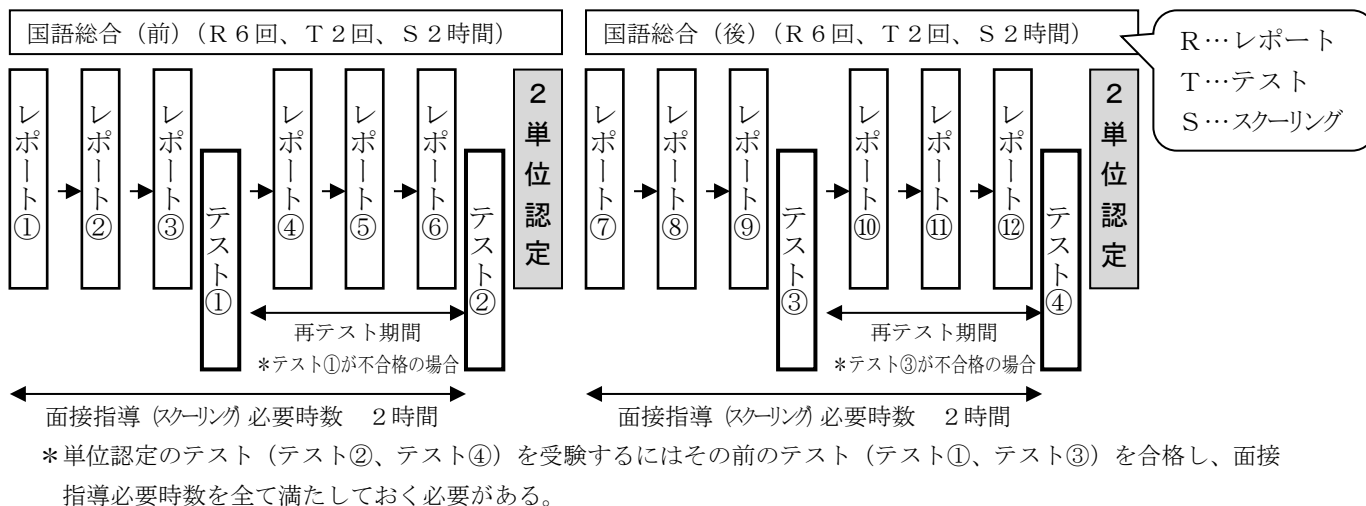 国語総合（前）（Ｒ６回、Ｔ２回、Ｓ２時間）
レポート①
レポート②
レポート③
テスト①
レポート④
レポート⑤
レポート⑥
テスト②
２単位認定
再テスト期間
＊テスト①が不合格の場合
面接指導（スクーリング）必要時数　２時間
国語総合（後）（Ｒ６回、Ｔ２回、Ｓ２時間）
レポート⑦
レポート⑧
レポート⑨
テスト③
レポート⑩
レポート⑪
レポート⑫
テスト④
２単位認定
再テスト期間
＊テスト③が不合格の場合
面接指導（スクーリング）必要時数　２時間
Ｒ…レポート
Ｔ…テスト
Ｓ…スクーリング
＊単位認定のテスト（テスト②、テスト④）を受験するにはその前のテスト（テスト①、テスト③）を合格し、面接
指導必要時数を全て満たしておく必要がある。